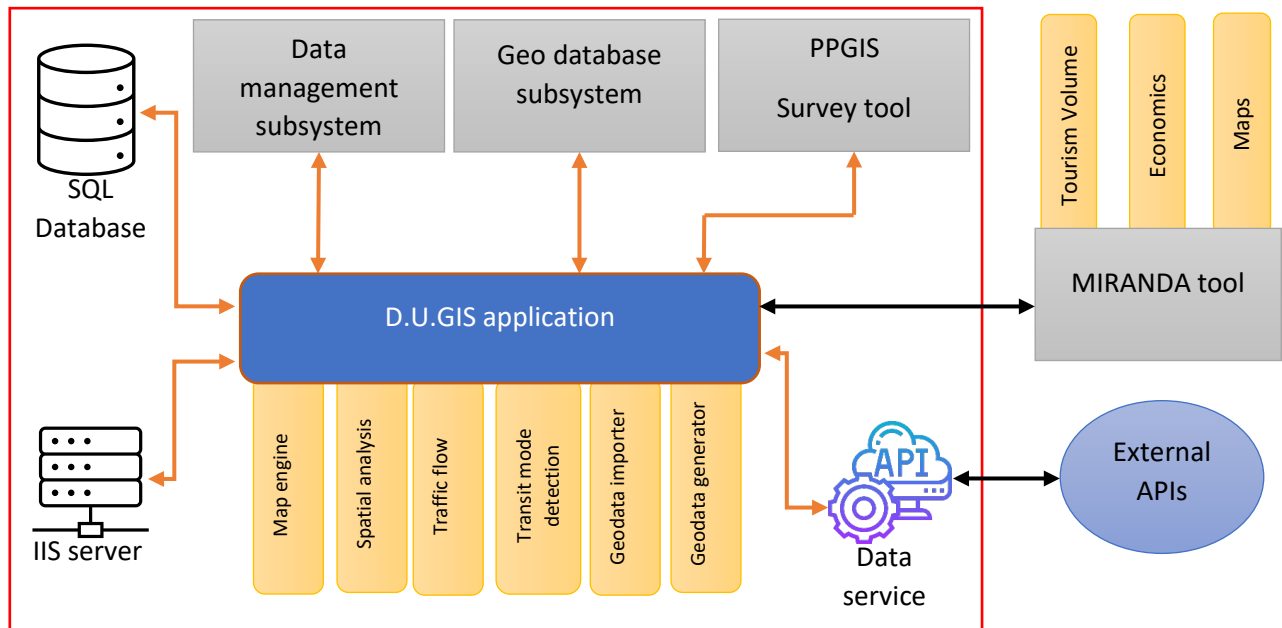 Data
management
subsystem
Geo database
subsystem
PPGIS
Survey tool
Tourism Volume
Economics
Maps
SQL
Database
MIRANDA tool
D.U.GIS application
Map engine
Spatial analysis
Traffic flow
Transit mode
detection
Geodata importer
Geodata generator
API
External
APIs
IIS server
Data
service